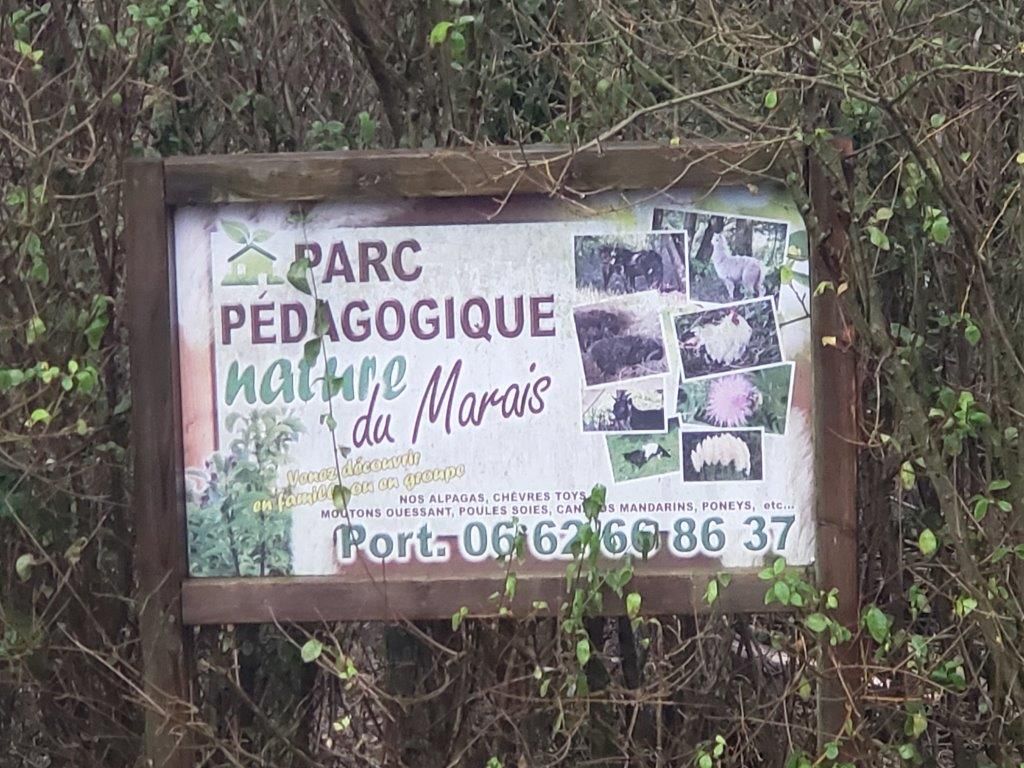 PARC
PÉDAGOGIQUE
nature
du Marais
Venez découvrir
en famille ou en groupe
NOS ALPAGAS, CHÈVRES TOYS
MOUTONS OUESSANT, POULES SOIES, CANARDS MANDARINS, PONEYS, etc...
Port. 06 62 66 86 37